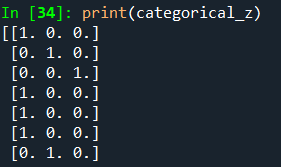 In [34]: print(categorical_z)
[[1. 0. 0.]
 [0. 1. 0.]
 [0. 0. 1.]
 [1. 0. 0.]
 [1. 0. 0.]
 [1. 0. 0.]
 [0. 1. 0.]